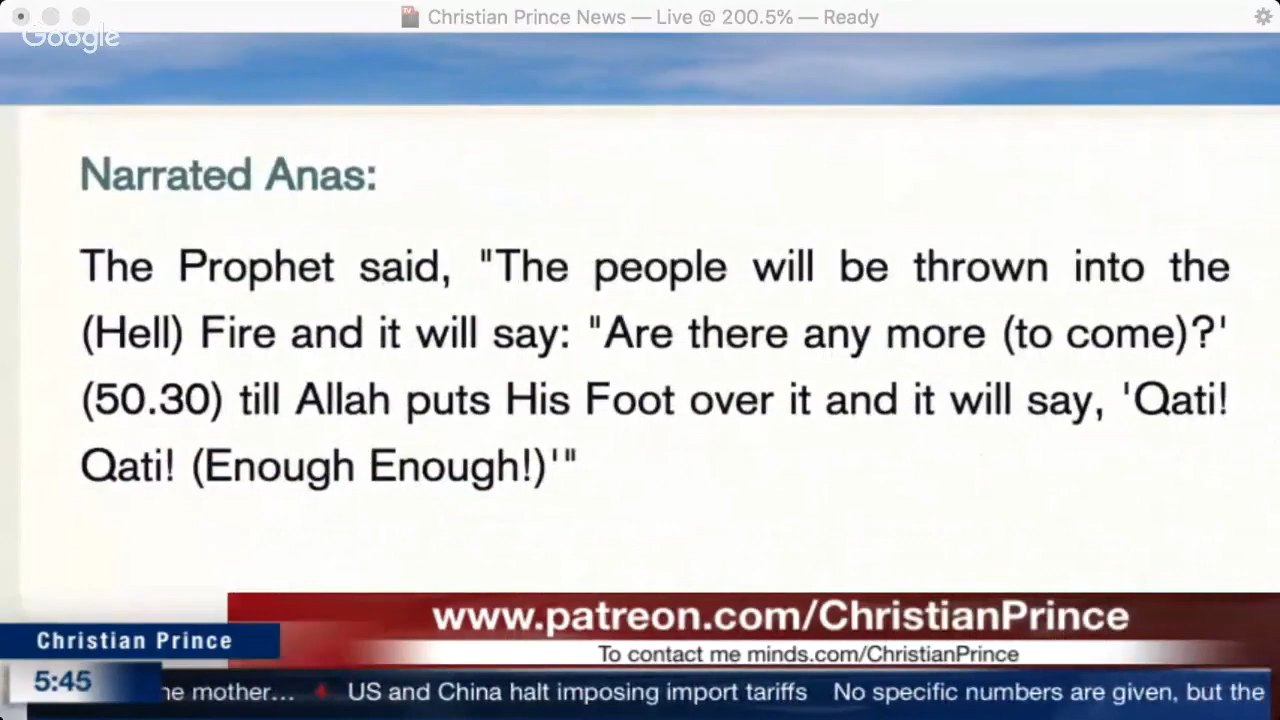 Christian Prince News — Live @ 200.5% — Ready
Google
Narrated Anas:
The Prophet said, "The people will be thrown into the
(Hell) Fire and it will say: "Are there any more (to come)?'
(50.30) till Allah puts His Foot over it and it will say, 'Qati!
Qati! (Enough Enough!)'"
www.patreon.com/ChristianPrince
Christian Prince
To contact me minds.com/ChristianPrince
5:45
he mother... US and China halt imposing import tariffs No specific numbers are given, but the